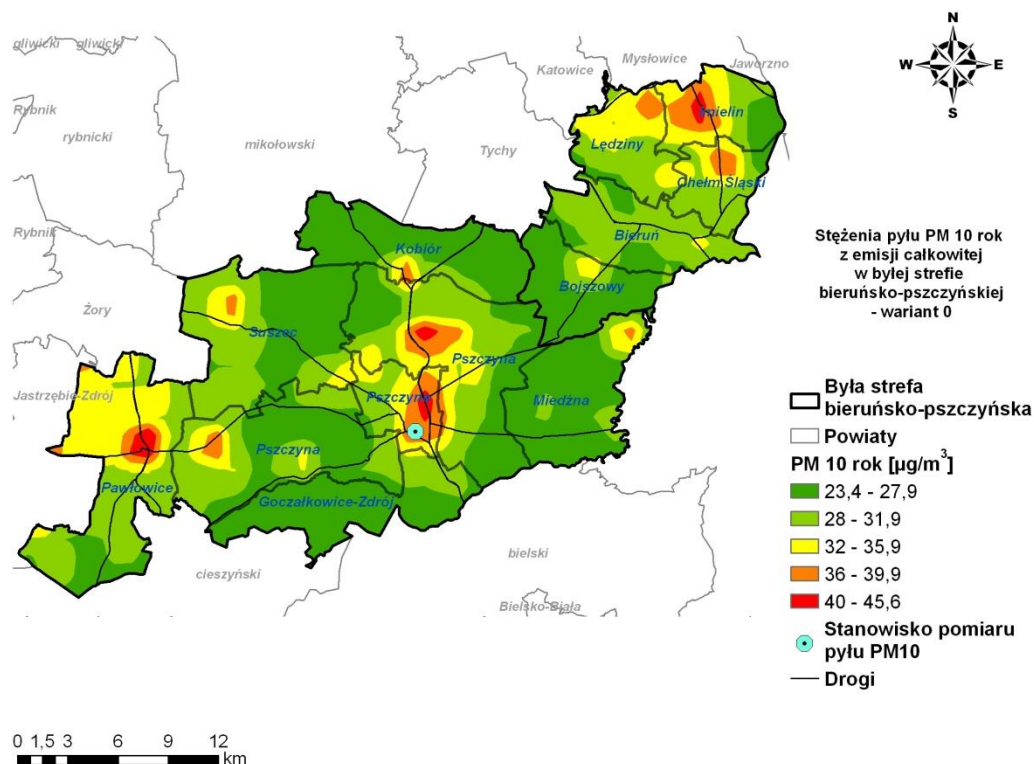 gliwicki
gliwicki
Rybnik
rybnicki
Rybnik
mikołowski
Tychy
Katowice
Mysłowice
Jaworzno
Żory
Jastrzębie-Zdrój
cieszyński
bielski
Bielsko-Biała
Imielin
Lędziny
Chełm Śląski
Bieruń
Bojszowy
Kobiór
Suszec
Pszczyna
Pszczyna
Miedźna
Pszczyna
Pawłowice
Goczałkowice-Zdrój
N
W
E
S
Stężenia pyłu PM 10 rok
z emisji całkowitej
w byłej strefie
bieruńsko-pszczyńskiej
- wariant 0
Była strefa
bieruńsko-pszczyńska
Powiaty
PM 10 rok [µg/m³]
23,4 - 27,9
28 - 31,9
32 - 35,9
36 - 39,9
40 - 45,6
Stanowisko pomiaru
pyłu PM10
Drogi
0 1,5 3 6 9 12
km